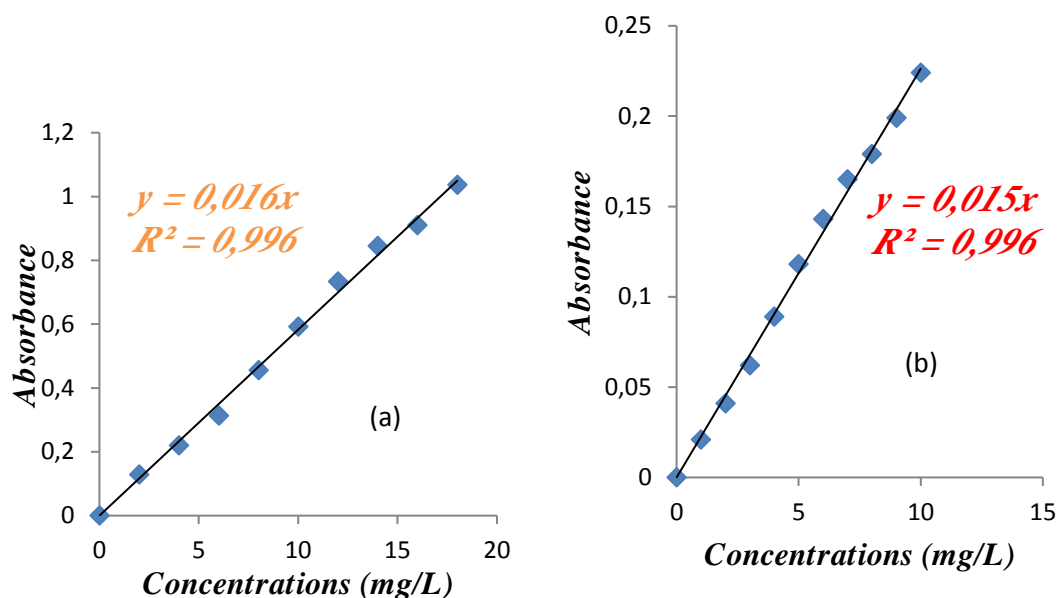 1,2
1
0,8
0,6
0,4
0,2
0
0
5
10
15
20
Absorbance
Concentrations (mg/L)
y = 0,016x
R² = 0,996
(a)
0,25
0,2
0,15
0,1
0,05
0
0
5
10
15
Absorbance
Concentrations (mg/L)
y = 0,015x
R² = 0,996
(b)